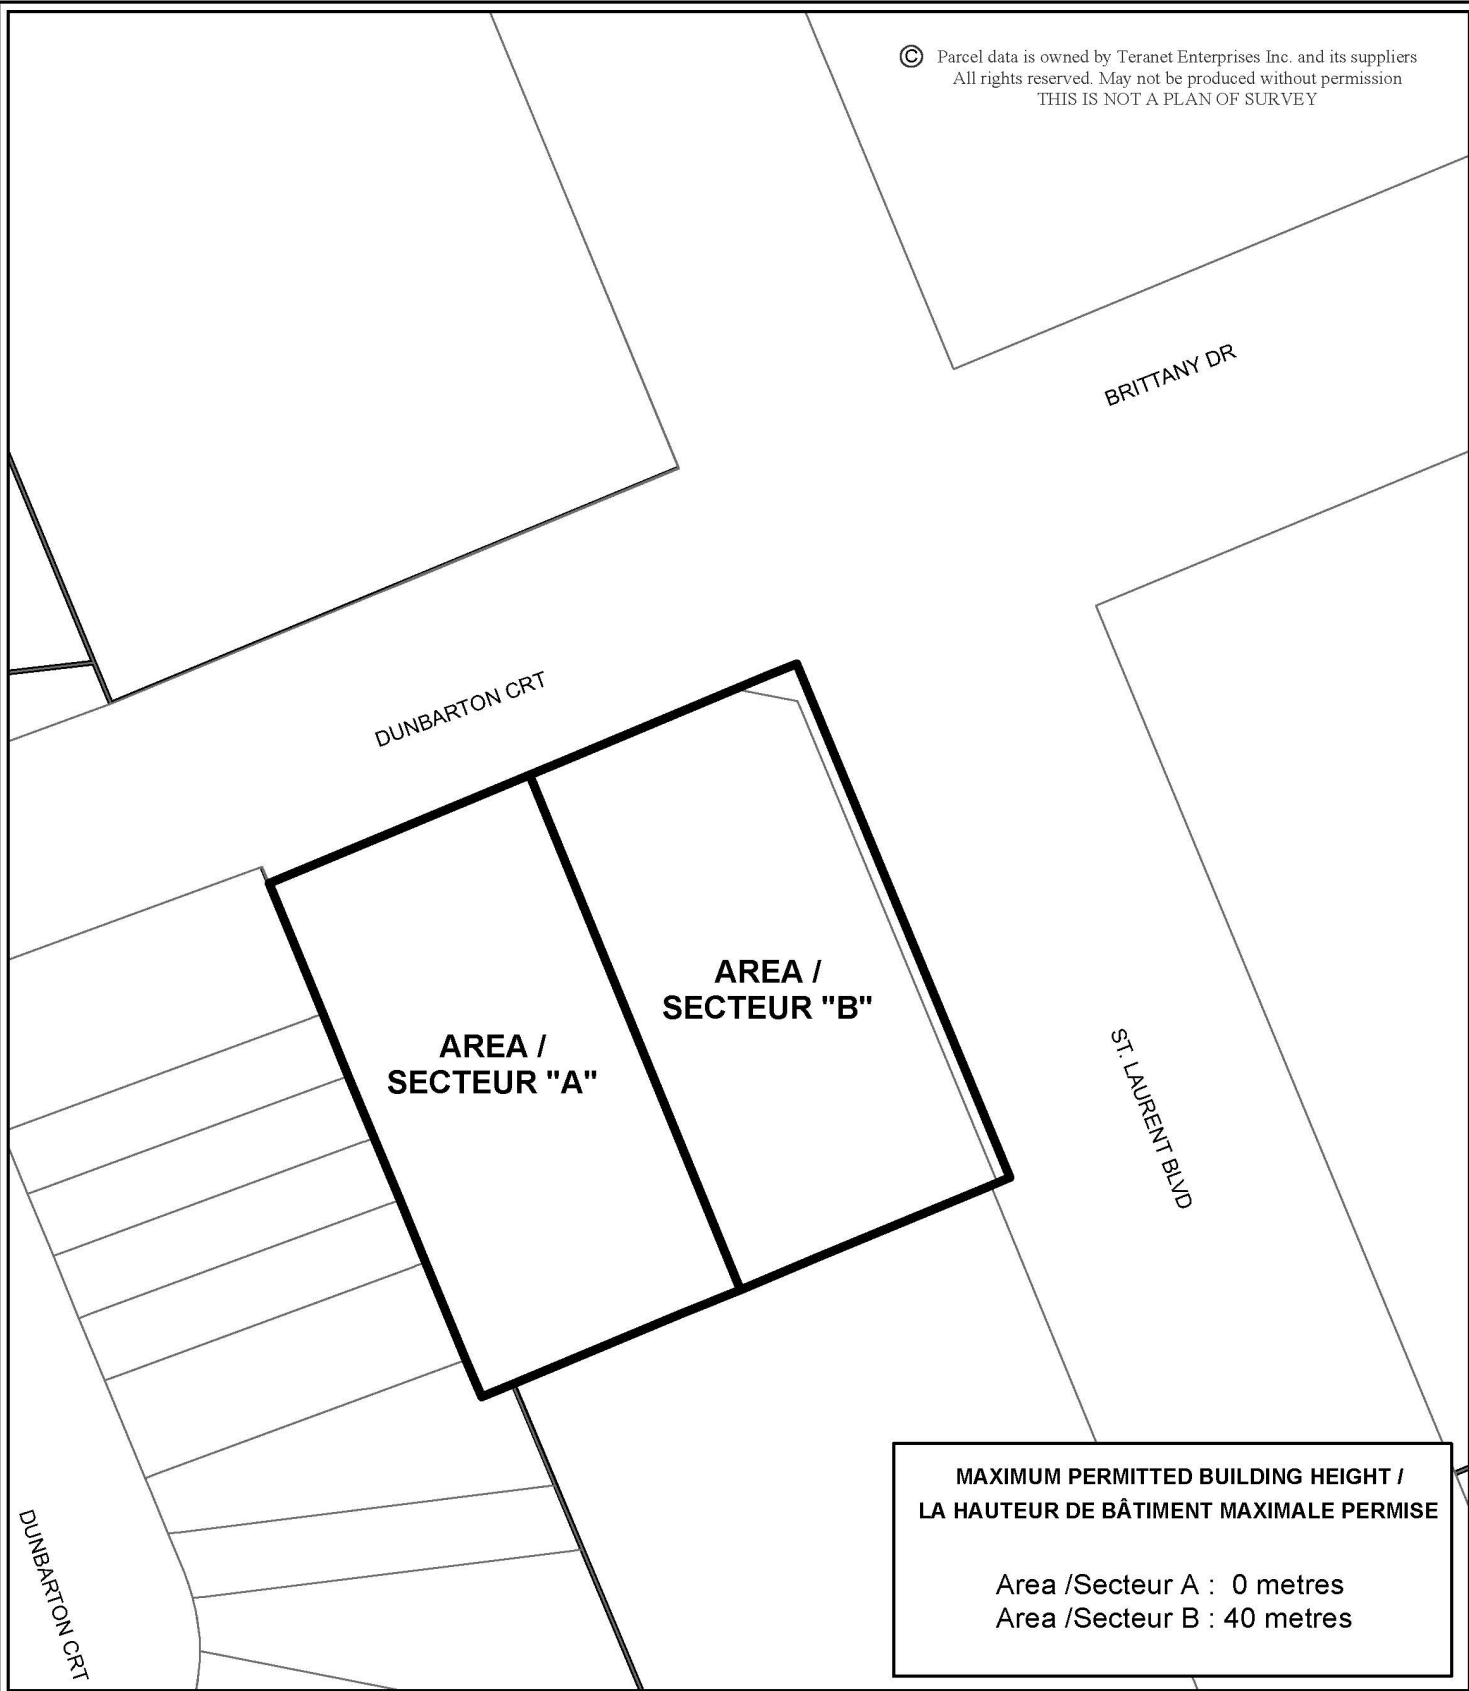 © Parcel data is owned by Teranet Enterprises Inc. and its suppliers
All rights reserved. May not be produced without permission
THIS IS NOT A PLAN OF SURVEY
BRITTANY DR
DUNBARTON CRT
AREA /
SECTEUR "B"
AREA /
SECTEUR "A"
ST. LAURENT BLVD
DUNBARTON CRT
MAXIMUM PERMITTED BUILDING HEIGHT /
LA HAUTEUR DE BÂTIMENT MAXIMALE PERMISE
Area /Secteur A : 0 metres
Area /Secteur B : 40 metres